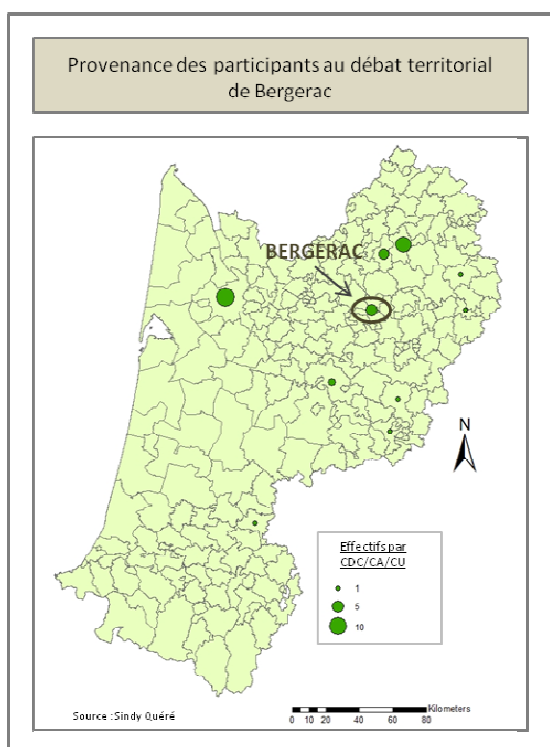 Provenance des participants au débat territorial
de Bergerac
BERGERAC
N
Effectifs par
CDC/CA/CU
1
5
10
Source : Sindy Quéré
Kilometers
0 10 20 40 60 80